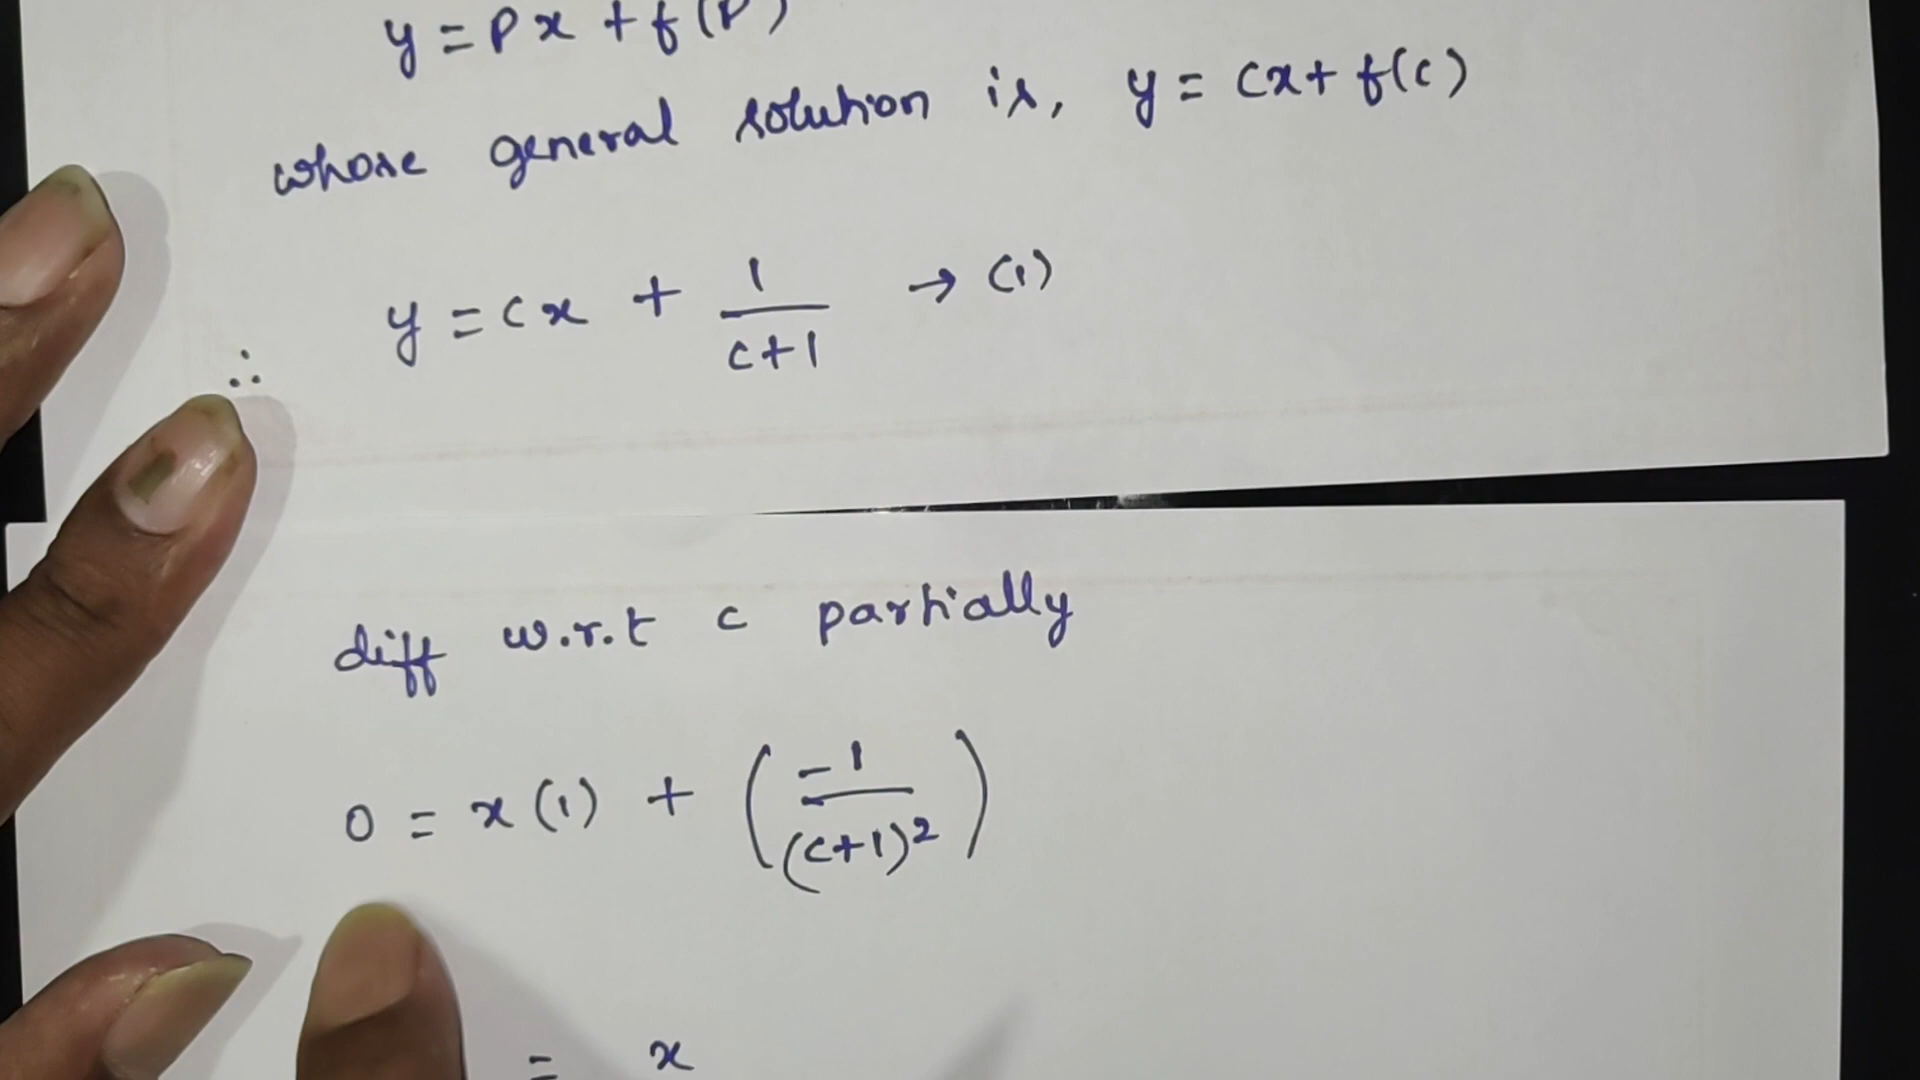 y = px + f(p)
whose general solution is, y = cx + f(c)
∴ y = cx + 1/(c+1) → (1)
diff w.r.t c partially
0 = x(1) + (-1/(c+1)²)
= x